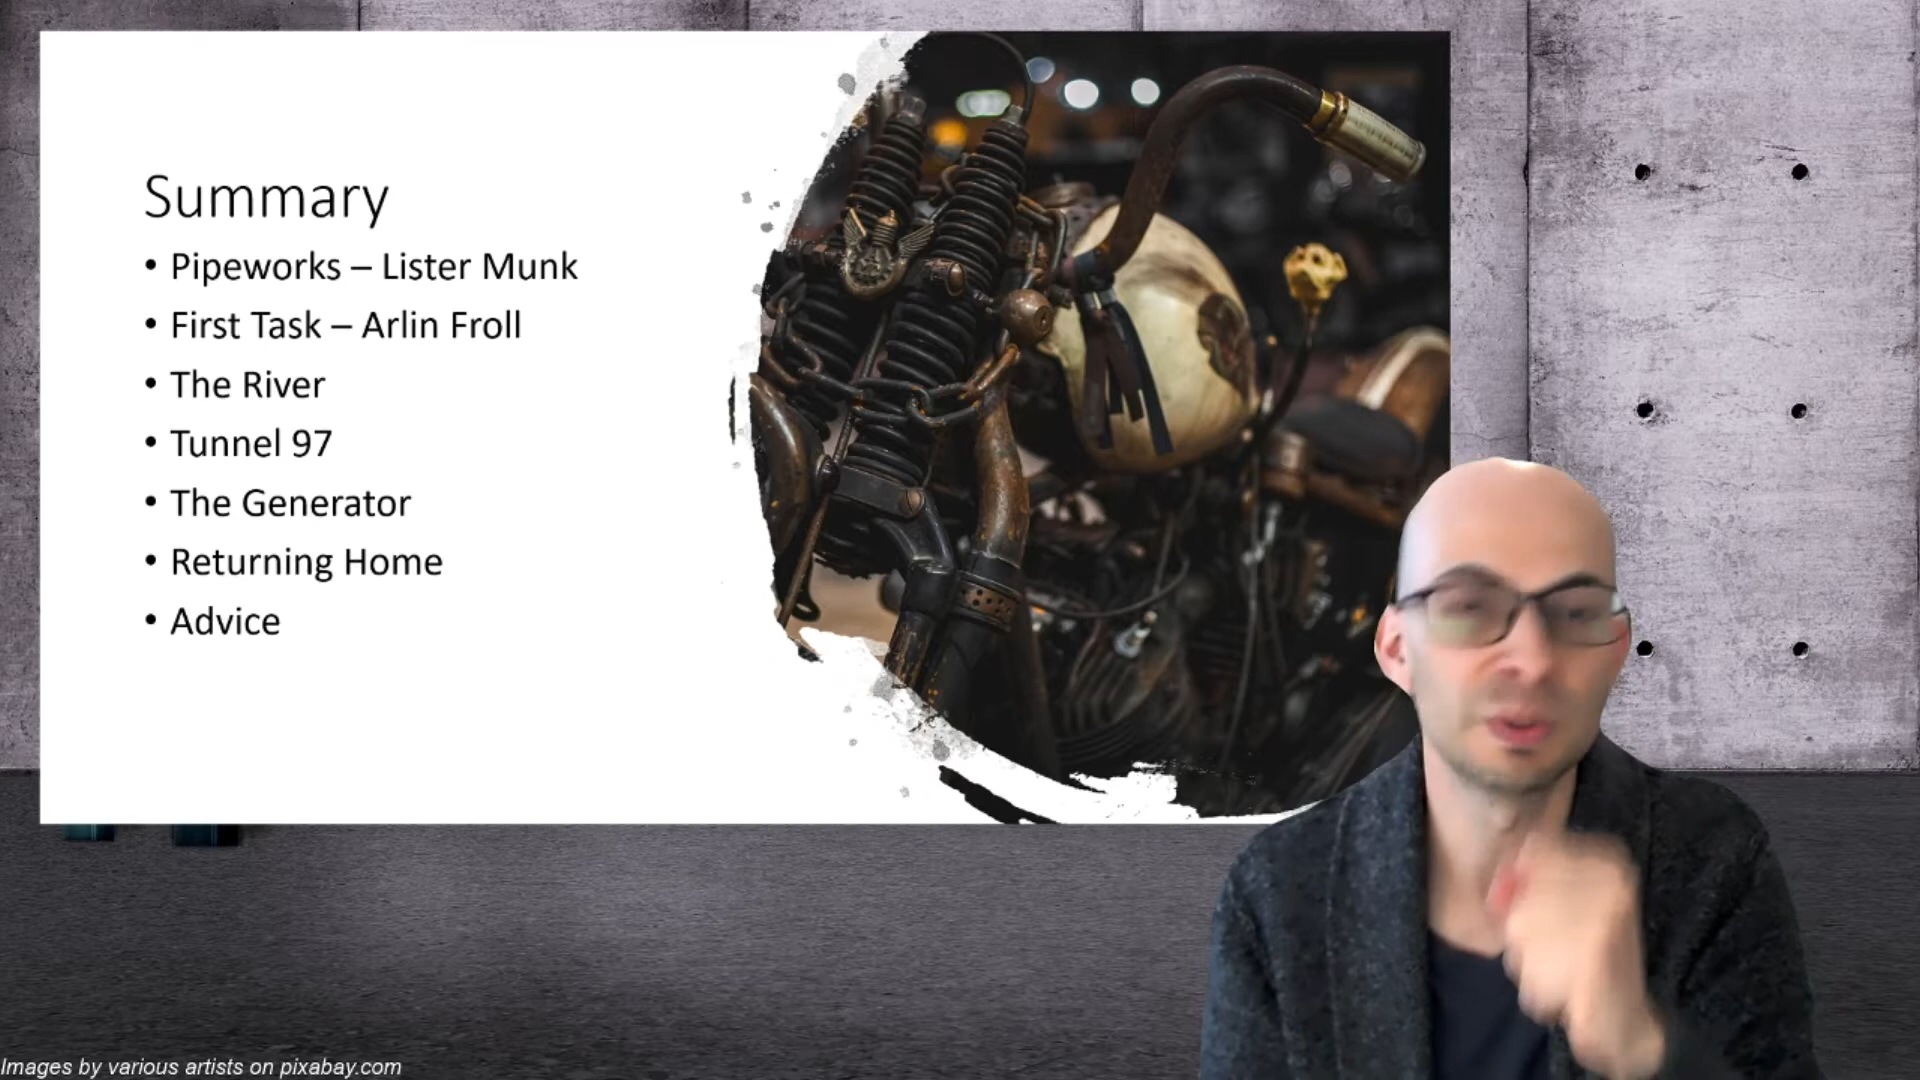 Summary
• Pipeworks – Lister Munk
• First Task – Arlin Froll
• The River
• Tunnel 97
• The Generator
• Returning Home
• Advice
Images by various artists on pixabay.com